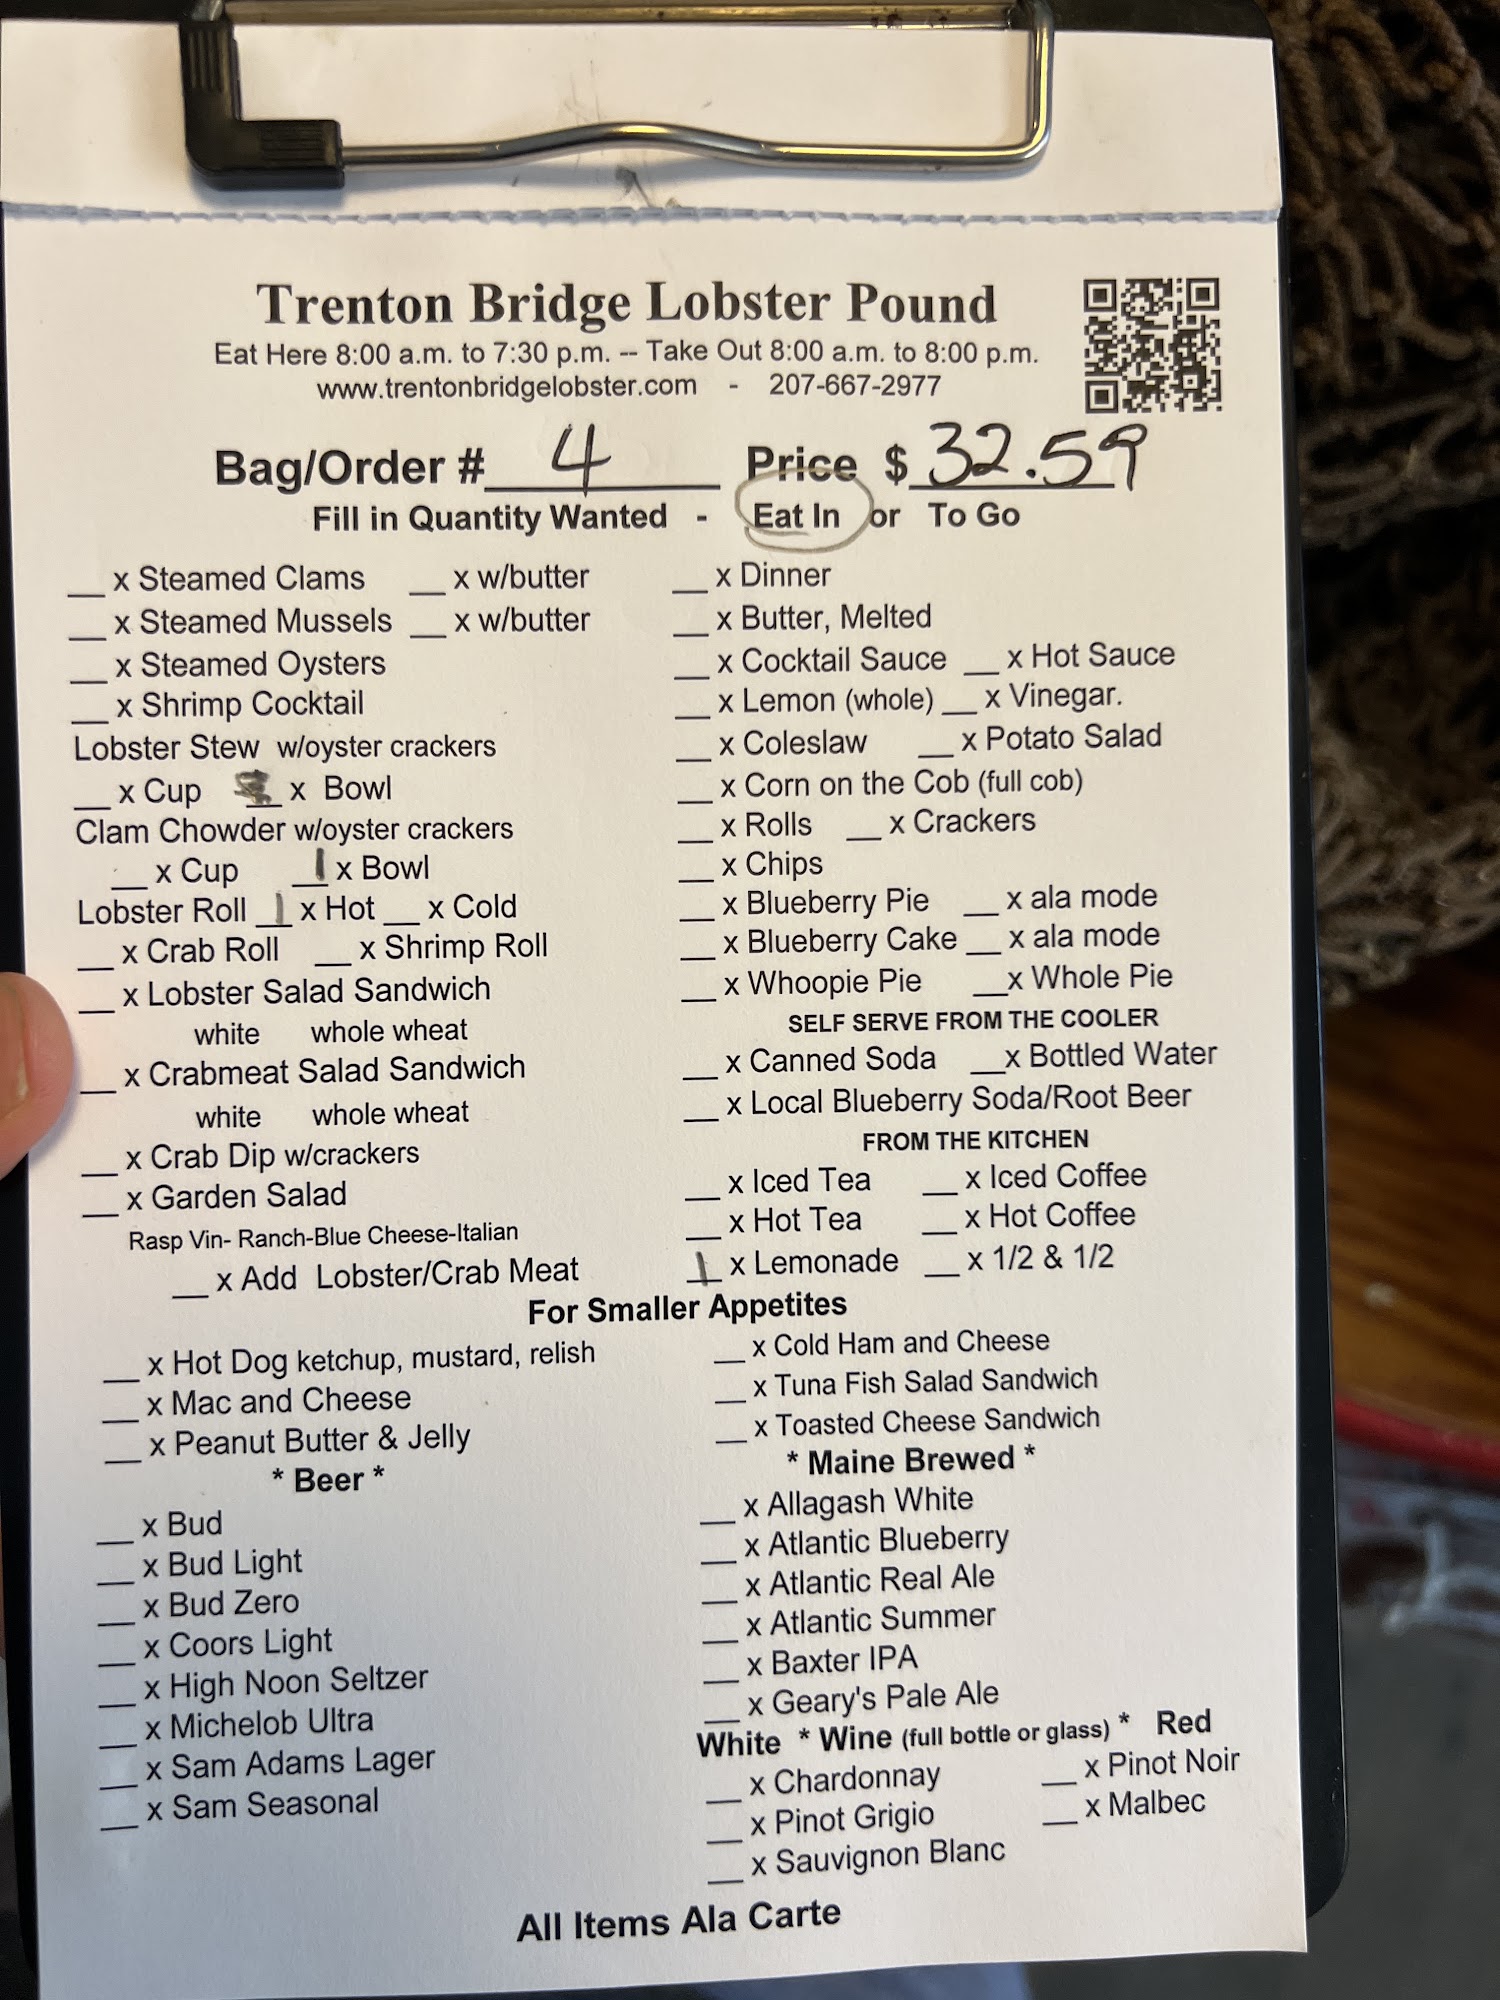 Trenton Bridge Lobster Pound
Eat Here 8:00 a.m. to 7:30 p.m. -- Take Out 8:00 a.m. to 8:00 p.m.
www.trentonbridgelobster.com - 207-667-2977
Bag/Order # 4 Price $ 32.59
Fill in Quantity Wanted - Eat In or To Go
__ x Steamed Clams __ x w/butter
__ x Steamed Mussels __ x w/butter
__ x Steamed Oysters
__ x Shrimp Cocktail
Lobster Stew w/oyster crackers
__ x Cup __ x Bowl
Clam Chowder w/oyster crackers
__ x Cup 1 x Bowl
Lobster Roll 1 x Hot __ x Cold
__ x Crab Roll __ x Shrimp Roll
__ x Lobster Salad Sandwich
white whole wheat
__ x Crabmeat Salad Sandwich
white whole wheat
__ x Crab Dip w/crackers
__ x Garden Salad
Rasp Vin- Ranch-Blue Cheese-Italian
__ x Add Lobster/Crab Meat
__ x Dinner
__ x Butter, Melted
__ x Cocktail Sauce __ x Hot Sauce
__ x Lemon (whole) __ x Vinegar.
__ x Coleslaw __ x Potato Salad
__ x Corn on the Cob (full cob)
__ x Rolls __ x Crackers
__ x Chips
__ x Blueberry Pie __ x ala mode
__ x Blueberry Cake __ x ala mode
__ x Whoopie Pie __ x Whole Pie
SELF SERVE FROM THE COOLER
__ x Canned Soda __ x Bottled Water
__ x Local Blueberry Soda/Root Beer
FROM THE KITCHEN
__ x Iced Tea __ x Iced Coffee
__ x Hot Tea __ x Hot Coffee
1 x Lemonade __ x 1/2 & 1/2
For Smaller Appetites
__ x Hot Dog ketchup, mustard, relish
__ x Mac and Cheese
__ x Peanut Butter & Jelly
__ x Cold Ham and Cheese
__ x Tuna Fish Salad Sandwich
__ x Toasted Cheese Sandwich
* Beer *
__ x Bud
__ x Bud Light
__ x Bud Zero
__ x Coors Light
__ x High Noon Seltzer
__ x Michelob Ultra
__ x Sam Adams Lager
__ x Sam Seasonal
* Maine Brewed *
__ x Allagash White
__ x Atlantic Blueberry
__ x Atlantic Real Ale
__ x Atlantic Summer
__ x Baxter IPA
__ x Geary's Pale Ale
White * Wine (full bottle or glass) * Red
__ x Chardonnay __ x Pinot Noir
__ x Pinot Grigio __ x Malbec
__ x Sauvignon Blanc
All Items Ala Carte